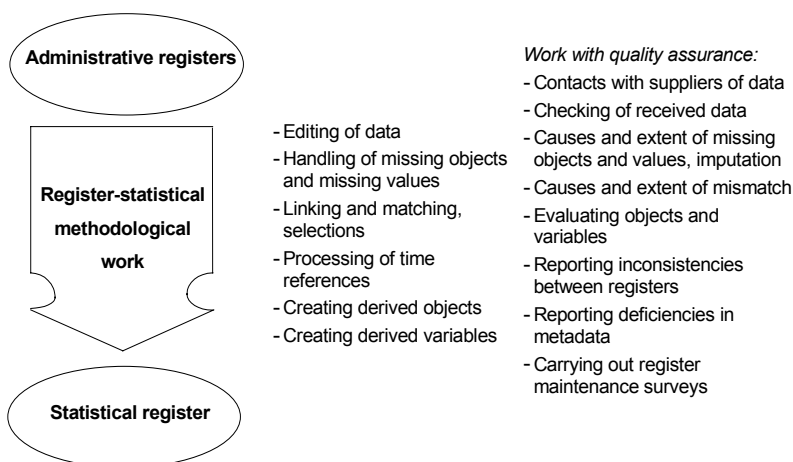 Administrative registers
Register-statistical
methodological
work
Statistical register
- Editing of data
- Handling of missing objects
and missing values
- Linking and matching,
selections
- Processing of time
references
- Creating derived objects
- Creating derived variables
Work with quality assurance:
- Contacts with suppliers of data
- Checking of received data
- Causes and extent of missing
objects and values, imputation
- Causes and extent of mismatch
- Evaluating objects and
variables
- Reporting inconsistencies
between registers
- Reporting deficiencies in
metadata
- Carrying out register
maintenance surveys